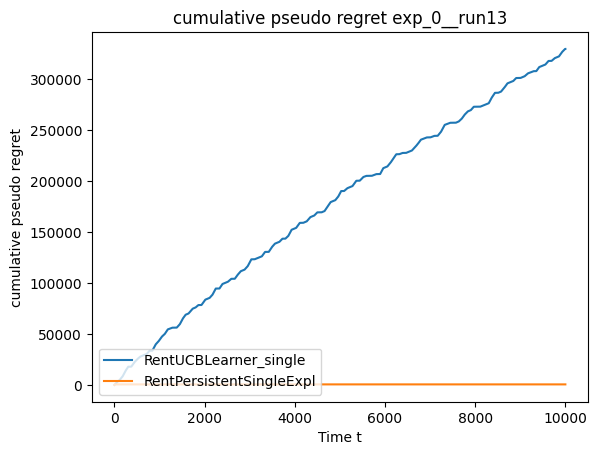 cumulative pseudo regret exp_0__run13
cumulative pseudo regret
300000
250000
200000
150000
100000
50000
0
RentUCBLearner_single
RentPersistentSingleExpl
0 2000 4000 6000 8000 10000
Time t